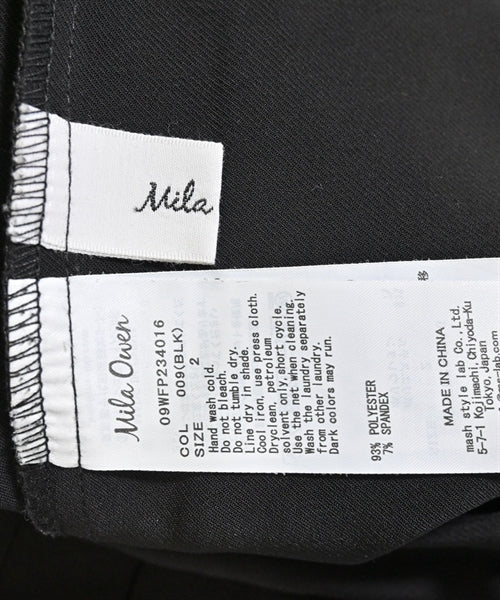 Mila
Mila Owen
09WFP234016
COL 009(BLK)
SIZE 2
Hand wash cold.
Do not bleach.
Do not tumble dry.
Line dry in shade.
Cool iron, use press cloth.
Dryclean, petroleum
solvent only, short cycle.
Use the net when cleaning.
Wash the laundry separately
from other laundry.
Dark colors may run.
93% POLYESTER
7% SPANDEX
MADE IN CHINA
mash style lab Co.,Ltd.
5-7-1 Kojimachi,Chiyoda-Ku
Tokyo,Japan
移